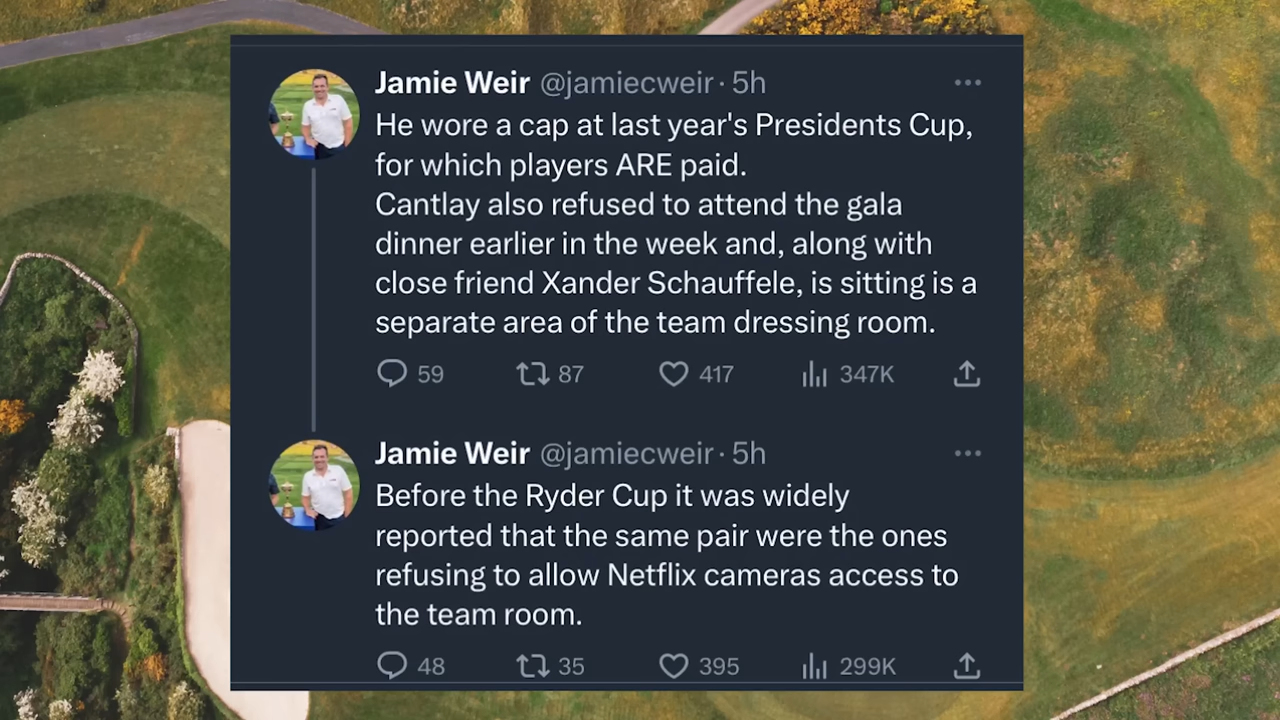 Jamie Weir @jamiecweir · 5h
He wore a cap at last year's Presidents Cup,
for which players ARE paid.
Cantlay also refused to attend the gala
dinner earlier in the week and, along with
close friend Xander Schauffele, is sitting is a
separate area of the team dressing room.
59 87 417 347K
Jamie Weir @jamiecweir · 5h
Before the Ryder Cup it was widely
reported that the same pair were the ones
refusing to allow Netflix cameras access to
the team room.
48 35 395 299K